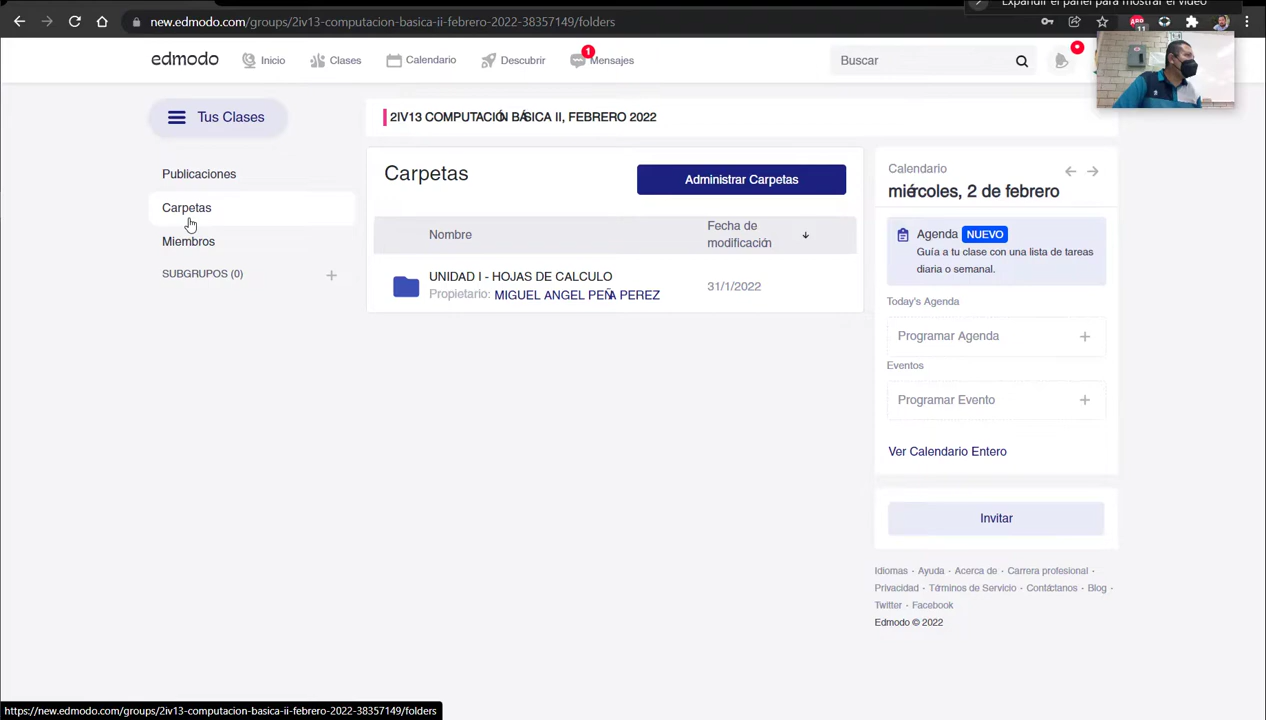 Expandir el panel para mostrar el video
new.edmodo.com/groups/2iv13-computacion-basica-ii-febrero-2022-38357149/folders
ABP
11
edmodo
Inicio
Clases
Calendario
Descubrir
1
Mensajes
Buscar
Tus Clases
2IV13 COMPUTACIÓN BÁSICA II, FEBRERO 2022
Publicaciones
Carpetas
Miembros
SUBGRUPOS (0)
Carpetas
Administrar Carpetas
Nombre
Fecha de
modificación
UNIDAD I - HOJAS DE CALCULO
Propietario: MIGUEL ANGEL PEÑA PEREZ
31/1/2022
Calendario
miércoles, 2 de febrero
Agenda NUEVO
Guía a tu clase con una lista de tareas
diaria o semanal.
Today's Agenda
Programar Agenda
Eventos
Programar Evento
Ver Calendario Entero
Invitar
Idiomas · Ayuda · Acerca de · Carrera profesional ·
Privacidad · Términos de Servicio · Contáctanos · Blog ·
Twitter · Facebook
Edmodo © 2022
https://new.edmodo.com/groups/2iv13-computacion-basica-ii-febrero-2022-38357149/folders